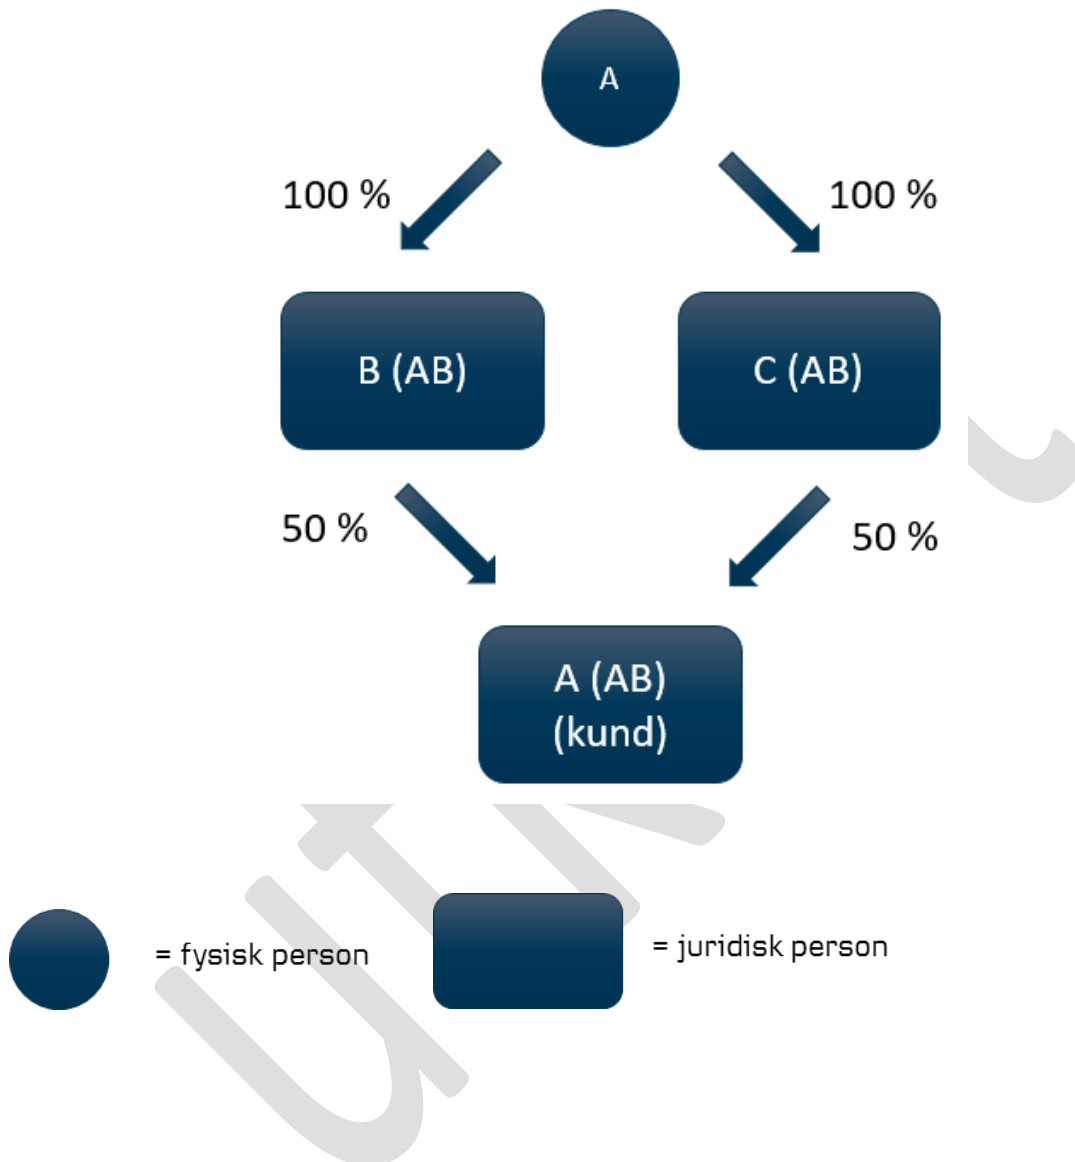 A
100 %
100 %
B (AB)
C (AB)
50 %
50 %
A (AB)
(kund)
= fysisk person
= juridisk person